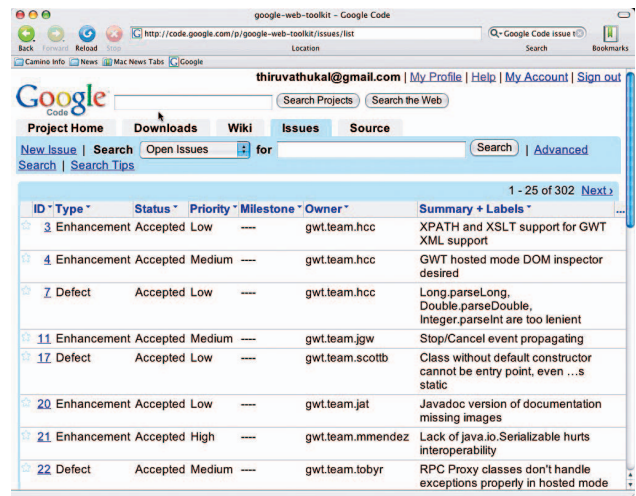 google-web-toolkit – Google Code
http://code.google.com/p/google-web-toolkit/issues/list
Google Code issue t
Back Forward Reload Stop Location Search Bookmarks
Camino Info News Mac News Tabs Google
thiruvathukal@gmail.com | My Profile | Help | My Account | Sign out
Google Code
Search Projects Search the Web
Project Home Downloads Wiki Issues Source
New Issue | Search Open Issues for Search | Advanced
Search | Search Tips
1 - 25 of 302 Next ›
ID Type Status Priority Milestone Owner Summary + Labels ...
3 Enhancement Accepted Low ---- gwt.team.hcc XPATH and XSLT support for GWT
XML support
4 Enhancement Accepted Medium ---- gwt.team.hcc GWT hosted mode DOM inspector
desired
7 Defect Accepted Low ---- gwt.team.hcc Long.parseLong,
Double.parseDouble,
Integer.parseInt are too lenient
11 Enhancement Accepted Medium ---- gwt.team.jgw Stop/Cancel event propagating
17 Defect Accepted Low ---- gwt.team.scottb Class without default constructor
cannot be entry point, even ...s
static
20 Enhancement Accepted Low ---- gwt.team.jat Javadoc version of documentation
missing images
21 Enhancement Accepted High ---- gwt.team.mmendez Lack of java.io.Serializable hurts
interoperability
22 Defect Accepted Medium ---- gwt.team.tobyr RPC Proxy classes don't handle
exceptions properly in hosted mode